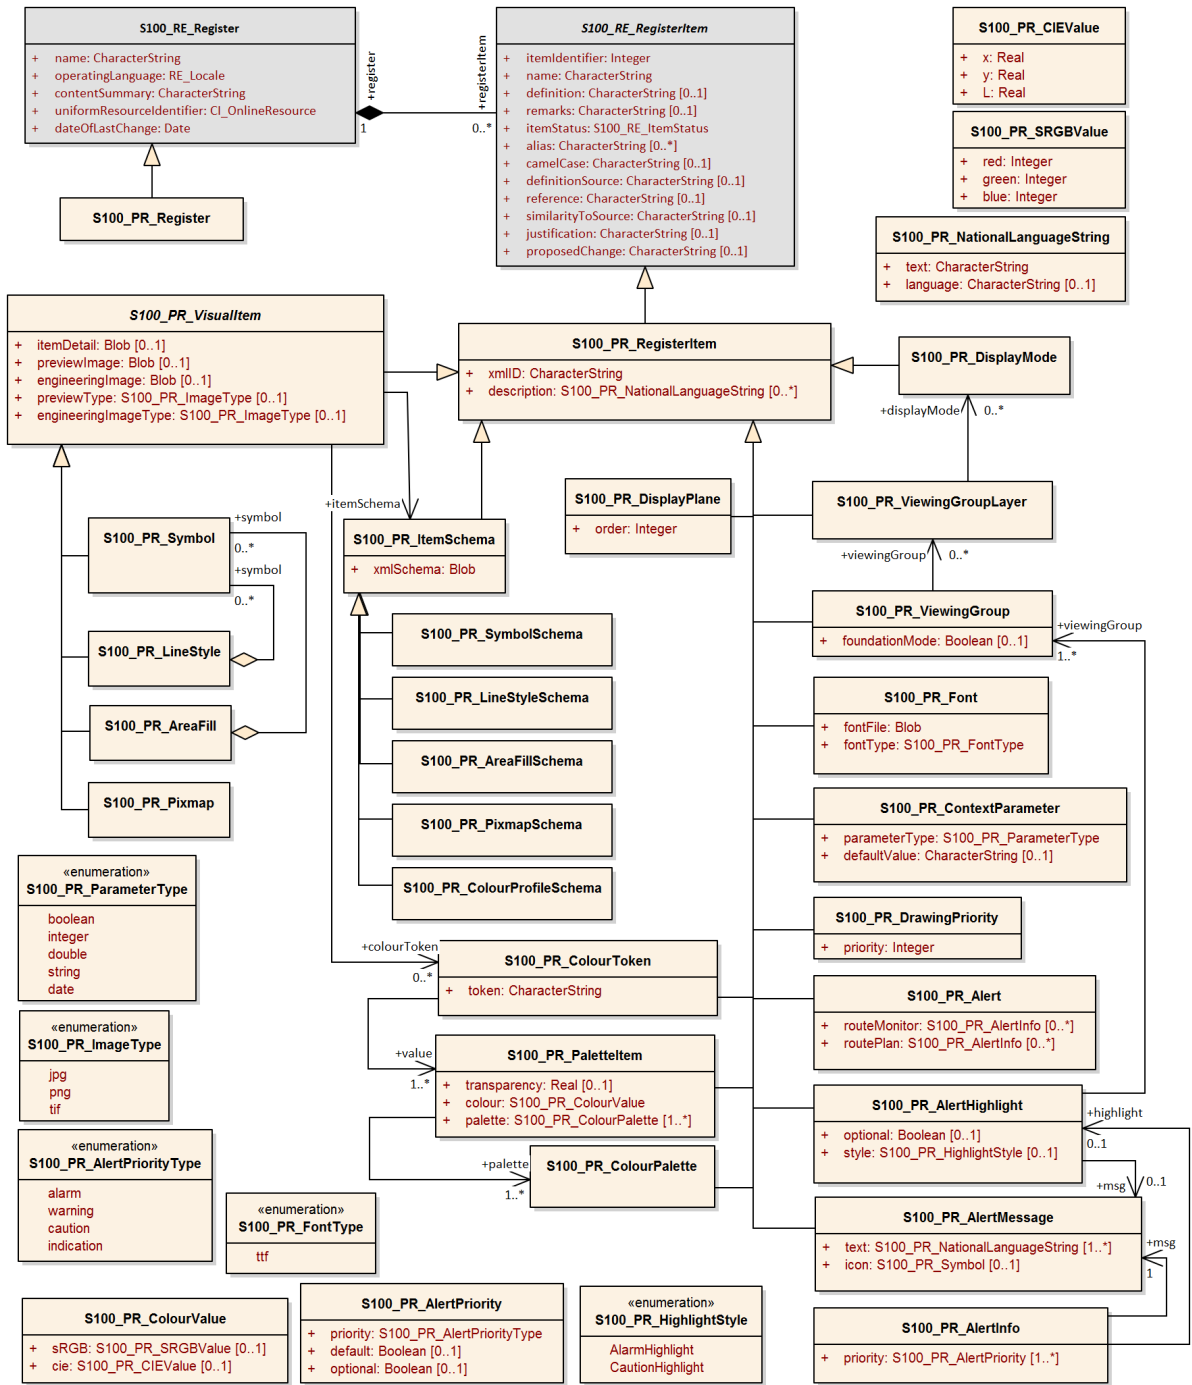 S100_RE_Register
+ name: CharacterString
+ operatingLanguage: RE_Locale
+ contentSummary: CharacterString
+ uniformResourceIdentifier: CI_OnlineResource
+ dateOfLastChange: Date
+register
1
+registerItem
0..*
S100_RE_RegisterItem
+ itemIdentifier: Integer
+ name: CharacterString
+ definition: CharacterString [0..1]
+ remarks: CharacterString [0..1]
+ itemStatus: S100_RE_ItemStatus
+ alias: CharacterString [0..*]
+ camelCase: CharacterString [0..1]
+ definitionSource: CharacterString [0..1]
+ reference: CharacterString [0..1]
+ similarityToSource: CharacterString [0..1]
+ justification: CharacterString [0..1]
+ proposedChange: CharacterString [0..1]
S100_PR_CIEValue
+ x: Real
+ y: Real
+ L: Real
S100_PR_SRGBValue
+ red: Integer
+ green: Integer
+ blue: Integer
S100_PR_Register
S100_PR_NationalLanguageString
+ text: CharacterString
+ language: CharacterString [0..1]
S100_PR_VisualItem
+ itemDetail: Blob [0..1]
+ previewImage: Blob [0..1]
+ engineeringImage: Blob [0..1]
+ previewType: S100_PR_ImageType [0..1]
+ engineeringImageType: S100_PR_ImageType [0..1]
S100_PR_RegisterItem
+ xmlID: CharacterString
+ description: S100_PR_NationalLanguageString [0..*]
S100_PR_DisplayMode
+displayMode
0..*
+itemSchema
S100_PR_DisplayPlane
+ order: Integer
S100_PR_ViewingGroupLayer
+viewingGroup
0..*
S100_PR_Symbol
+symbol
0..*
+symbol
0..*
S100_PR_ItemSchema
+ xmlSchema: Blob
S100_PR_ViewingGroup
+ foundationMode: Boolean [0..1]
+viewingGroup
1..*
S100_PR_LineStyle
S100_PR_AreaFill
S100_PR_Pixmap
S100_PR_SymbolSchema
S100_PR_LineStyleSchema
S100_PR_AreaFillSchema
S100_PR_PixmapSchema
S100_PR_ColourProfileSchema
S100_PR_Font
+ fontFile: Blob
+ fontType: S100_PR_FontType
S100_PR_ContextParameter
+ parameterType: S100_PR_ParameterType
+ defaultValue: CharacterString [0..1]
«enumeration»
S100_PR_ParameterType
boolean
integer
double
string
date
S100_PR_DrawingPriority
+ priority: Integer
+colourToken
0..*
S100_PR_ColourToken
+ token: CharacterString
S100_PR_Alert
+ routeMonitor: S100_PR_AlertInfo [0..*]
+ routePlan: S100_PR_AlertInfo [0..*]
«enumeration»
S100_PR_ImageType
jpg
png
tif
+value
1..*
S100_PR_PaletteItem
+ transparency: Real [0..1]
+ colour: S100_PR_ColourValue
+ palette: S100_PR_ColourPalette [1..*]
S100_PR_AlertHighlight
+ optional: Boolean [0..1]
+ style: S100_PR_HighlightStyle [0..1]
+highlight
0..1
«enumeration»
S100_PR_AlertPriorityType
alarm
warning
caution
indication
+palette
1..*
S100_PR_ColourPalette
+msg
0..1
«enumeration»
S100_PR_FontType
ttf
S100_PR_AlertMessage
+ text: S100_PR_NationalLanguageString [1..*]
+ icon: S100_PR_Symbol [0..1]
+msg
1
S100_PR_ColourValue
+ sRGB: S100_PR_SRGBValue [0..1]
+ cie: S100_PR_CIEValue [0..1]
S100_PR_AlertPriority
+ priority: S100_PR_AlertPriorityType
+ default: Boolean [0..1]
+ optional: Boolean [0..1]
«enumeration»
S100_PR_HighlightStyle
AlarmHighlight
CautionHighlight
S100_PR_AlertInfo
+ priority: S100_PR_AlertPriority [1..*]